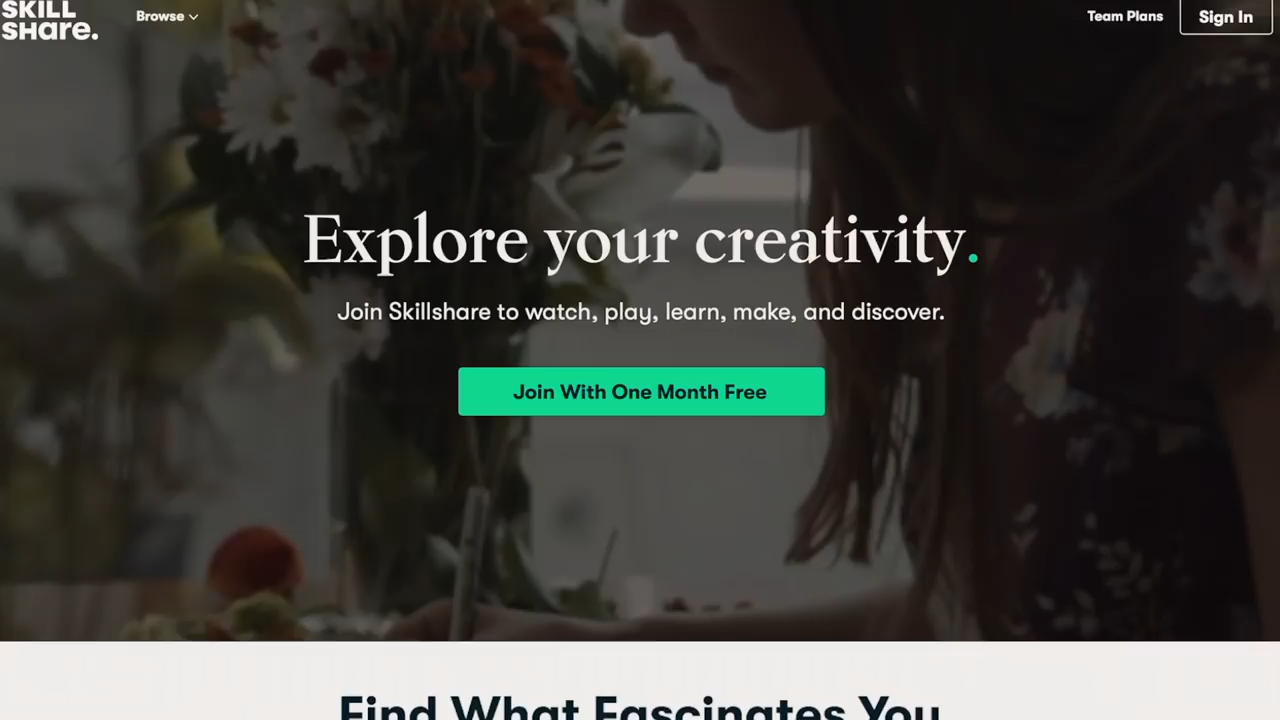 SKILL
SHare.
Browse
Team Plans
Sign In
Explore your creativity.
Join Skillshare to watch, play, learn, make, and discover.
Join With One Month Free
Find What Fascinates You